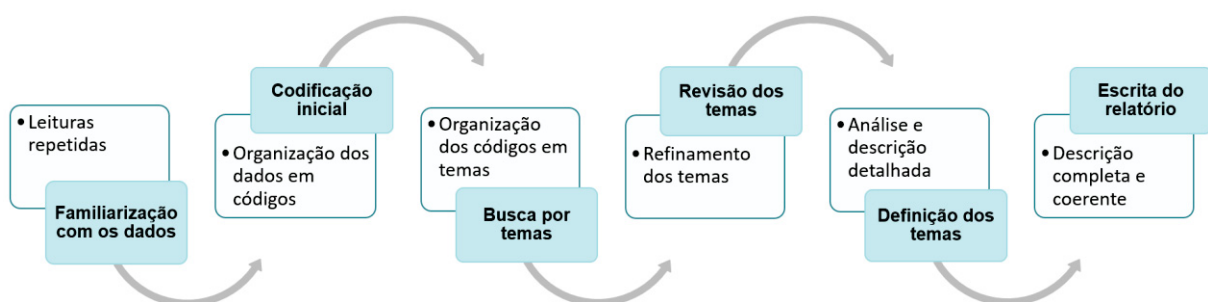 • Leituras
repetidas
Familiarização
com os dados
Codificação
inicial
• Organização dos
dados em
códigos
• Organização
dos códigos em
temas
Busca por
temas
Revisão dos
temas
• Refinamento
dos temas
• Análise e
descrição
detalhada
Definição dos
temas
Escrita do
relatório
• Descrição
completa e
coerente